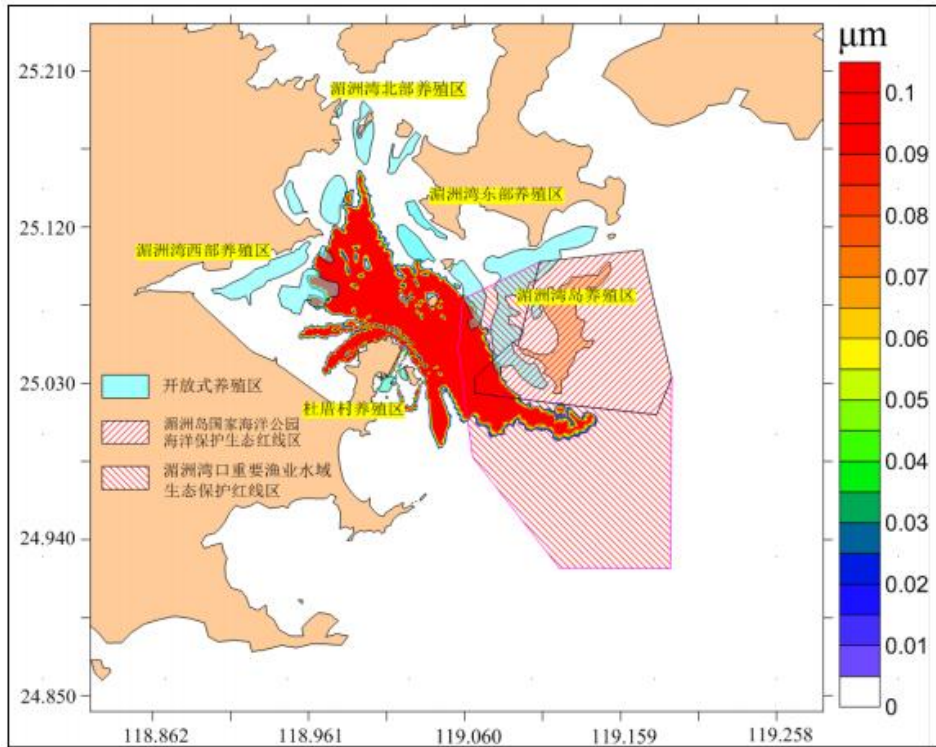 μm
25.210
25.120
25.030
24.940
24.850
湄洲湾北部养殖区
湄洲湾东部养殖区
湄洲湾西部养殖区
湄洲湾岛养殖区
杜厝村养殖区
开放式养殖区
湄洲岛国家海洋公园
海洋保护生态红线区
湄洲湾口重要渔业水域
生态保护红线区
118.862
118.961
119.060
119.159
119.258
0.1
0.09
0.08
0.07
0.06
0.05
0.04
0.03
0.02
0.01
0